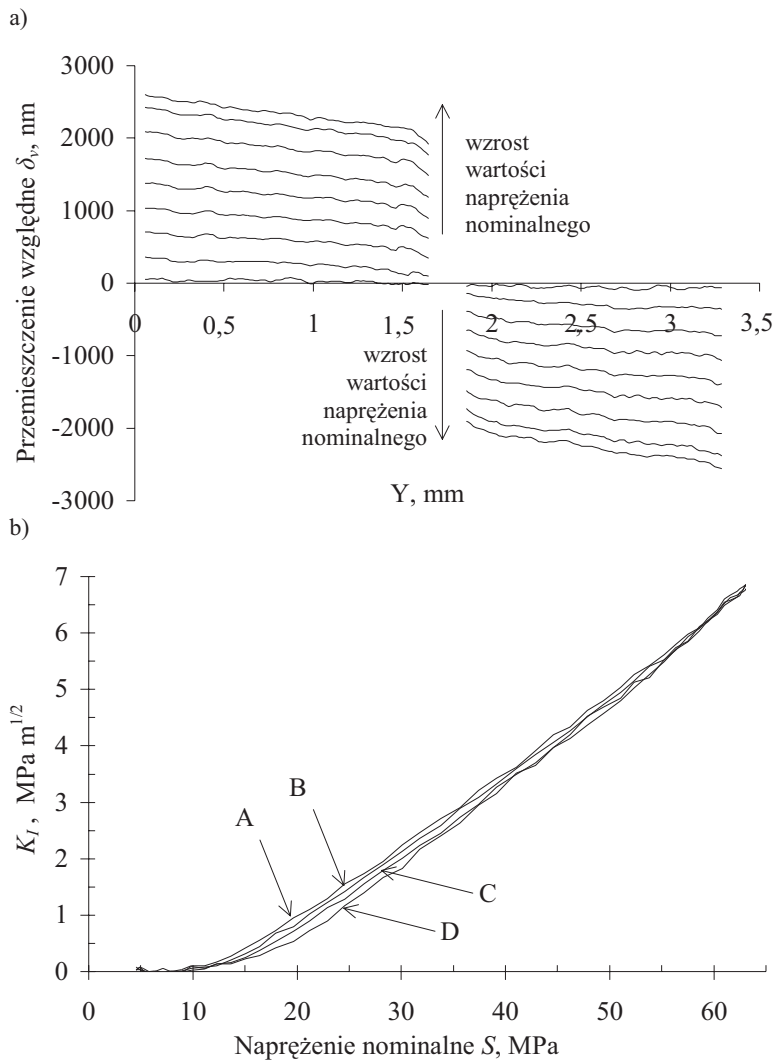 a)
3000
2000
1000
0
-1000
-2000
-3000
Przemieszczenie względne δᵥ, nm
wzrost
wartości
naprężenia
nominalnego
0
0,5
1
1,5
2
2,5
3
3,5
wzrost
wartości
naprężenia
nominalnego
Y, mm
b)
7
6
5
4
3
2
1
0
K_I , MPa m^1/2
A
B
C
D
0
10
20
30
40
50
60
Naprężenie nominalne S, MPa